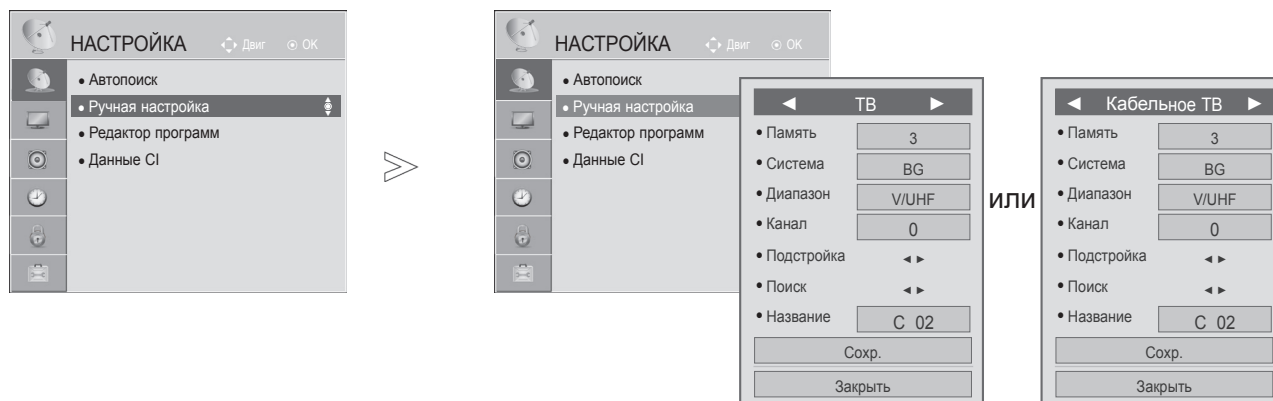 НАСТРОЙКА Двиг ОК
• Автопоиск
• Ручная настройка
• Редактор программ
• Данные CI
НАСТРОЙКА Двиг ОК
• Автопоиск
• Ручная настройка
• Редактор программ
• Данные CI
◄ ТВ ►
• Память 3
• Система BG
• Диапазон V/UHF
• Канал 0
• Подстройка ◄ ►
• Поиск ◄ ►
• Название C 02
Сохр.
Закрыть
или
◄ Кабельное ТВ ►
• Память 3
• Система BG
• Диапазон V/UHF
• Канал 0
• Подстройка ◄ ►
• Поиск ◄ ►
• Название C 02
Сохр.
Закрыть